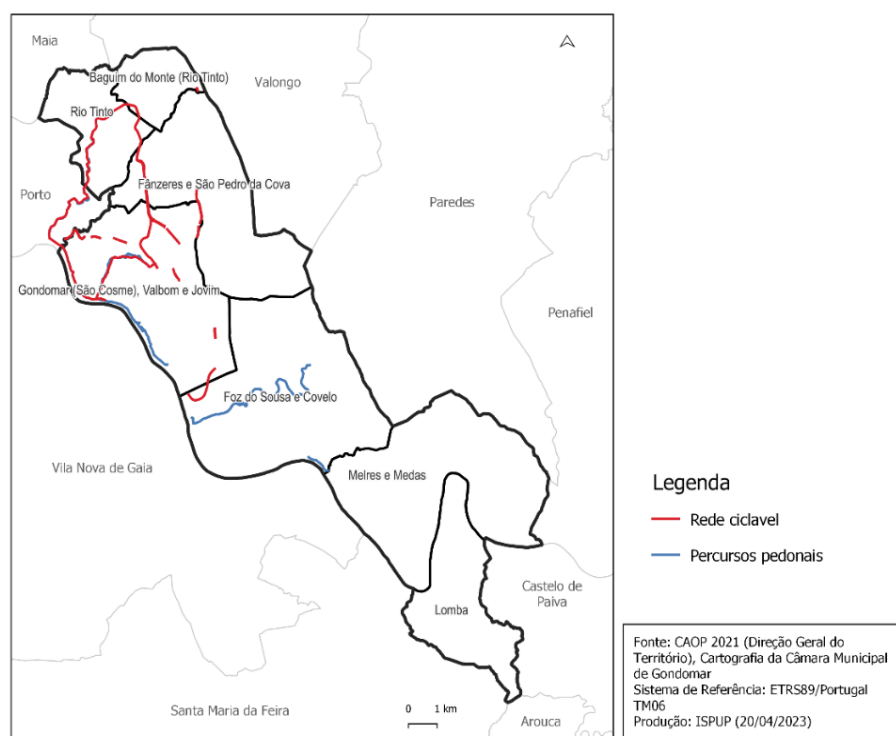 Maia
Baguim do Monte (Rio Tinto)
Valongo
Rio Tinto
Fânzeres e São Pedro da Cova
Porto
Paredes
Gondomar (São Cosme), Valbom e Jovim
Penafiel
Foz do Sousa e Covelo
Vila Nova de Gaia
Melres e Medas
Legenda
Rede ciclavel
Percursos pedonais
Castelo de
Paiva
Lomba
Santa Maria da Feira
0 1 km
Arouca
Fonte: CAOP 2021 (Direção Geral do
Território), Cartografia da Câmara Municipal
de Gondomar
Sistema de Referência: ETRS89/Portugal
TM06
Produção: ISPUP (20/04/2023)